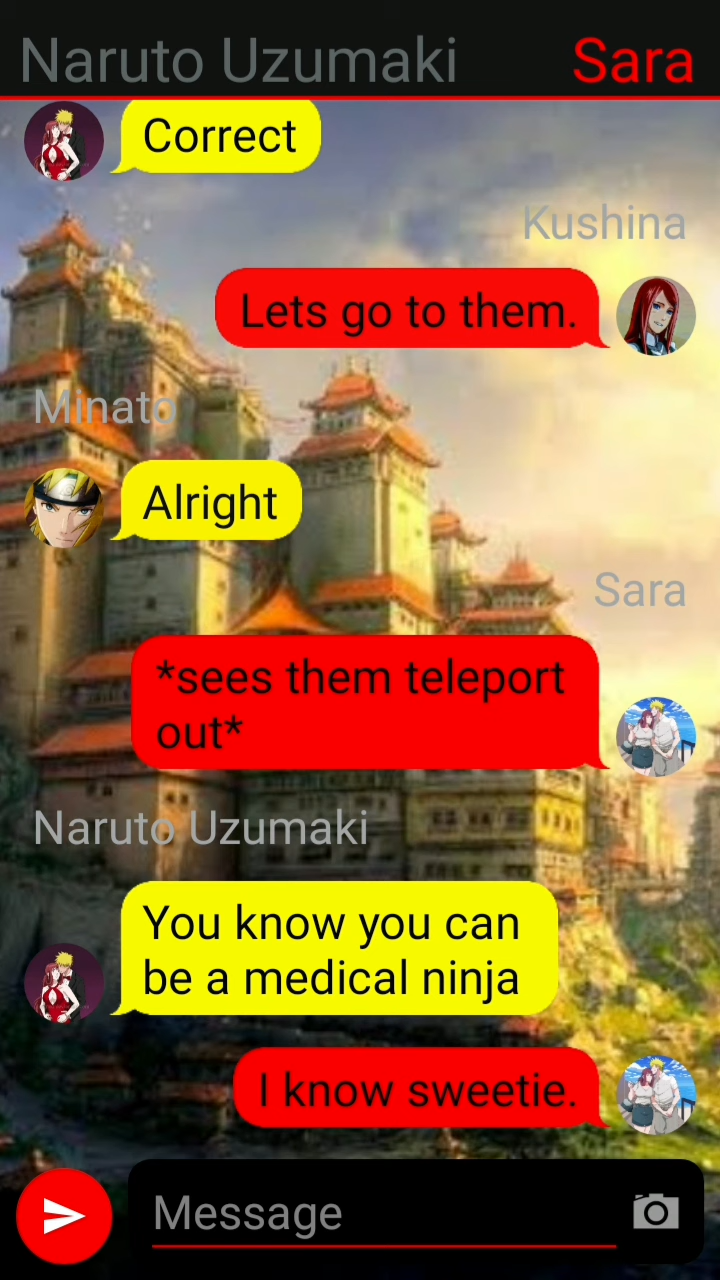 Naruto Uzumaki Sara
Correct
Kushina
Lets go to them.
Minato
Alright
Sara
*sees them teleport
out*
Naruto Uzumaki
You know you can
be a medical ninja
I know sweetie.
Message